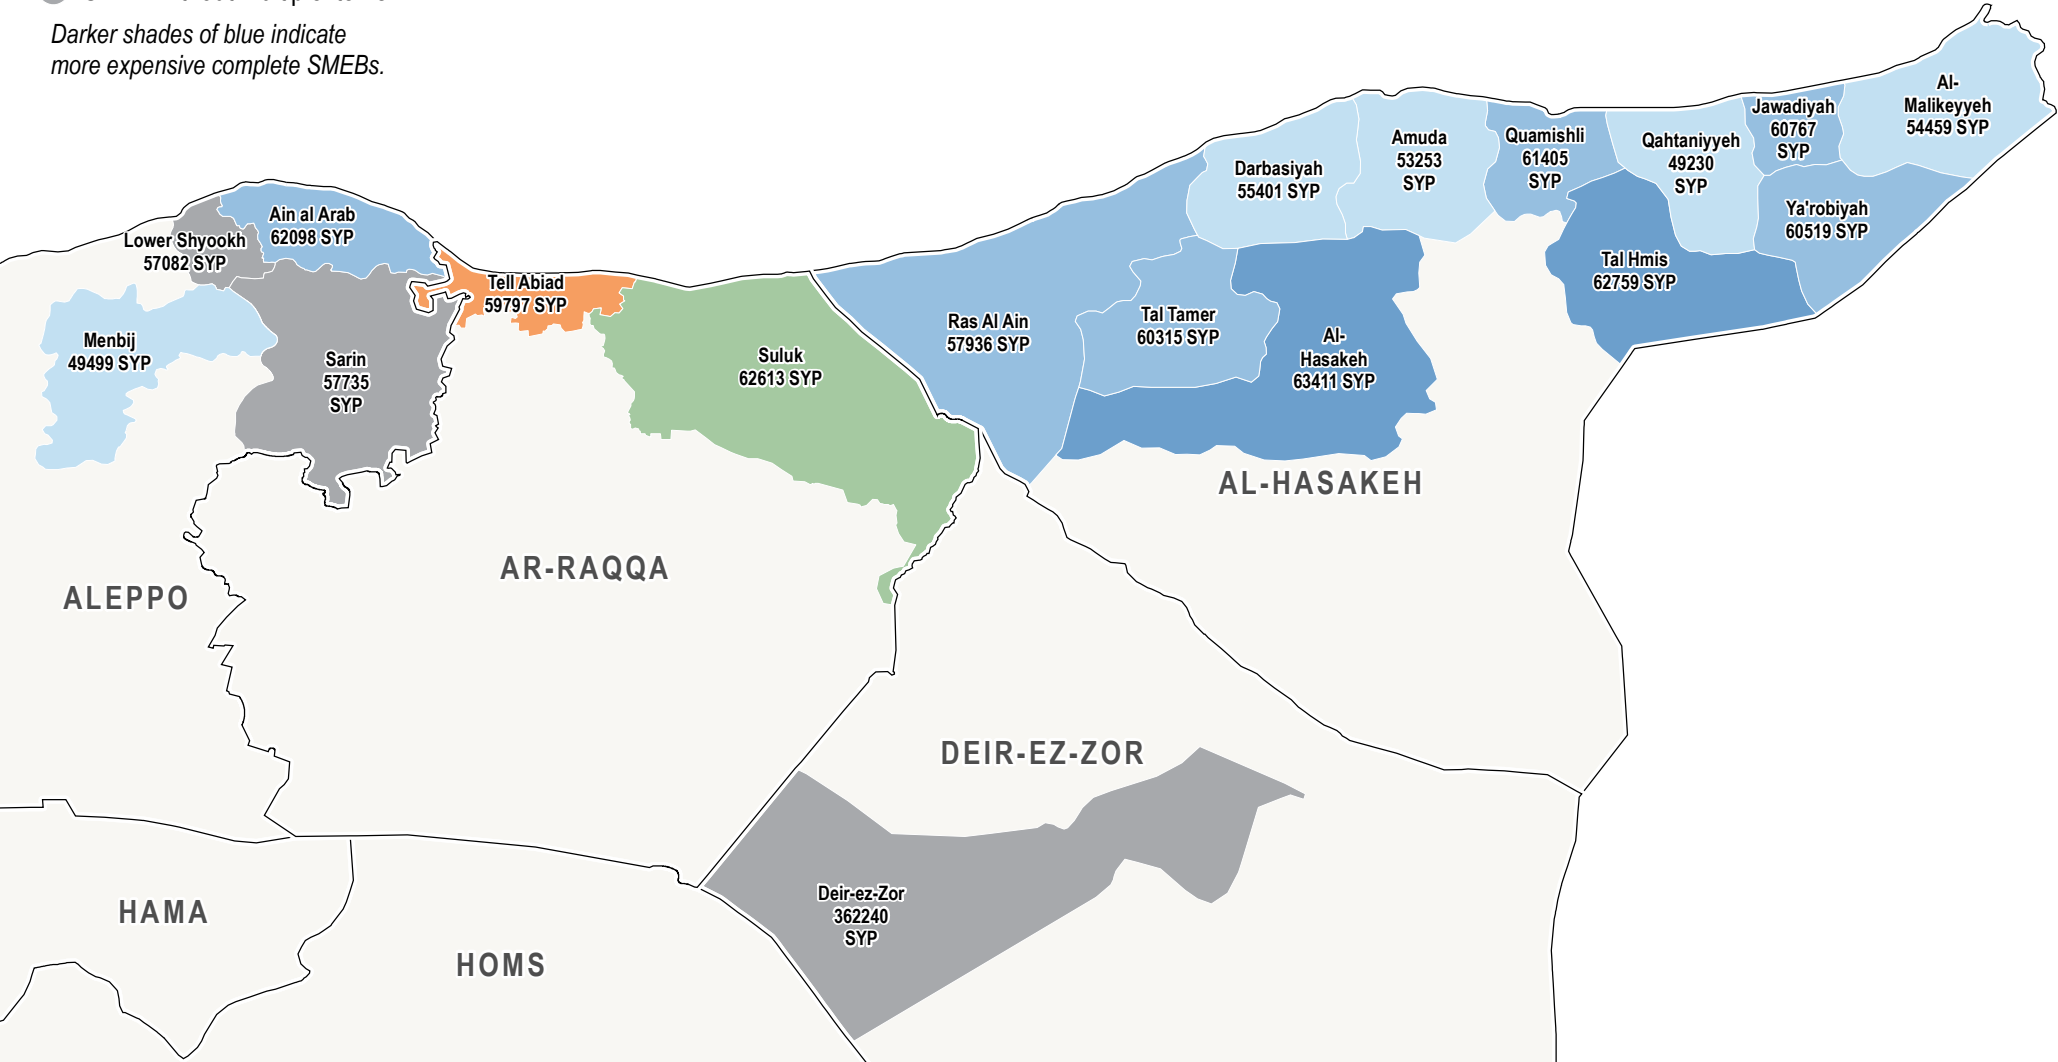 Darker shades of blue indicate
more expensive complete SMEBs.
Al-
Malikeyyeh
54459 SYP
Jawadiyah
60767
SYP
Qahtaniyyeh
49230
SYP
Quamishli
61405
SYP
Amuda
53253
SYP
Darbasiyah
55401 SYP
Ya'robiyah
60519 SYP
Tal Hmis
62759 SYP
Ain al Arab
62098 SYP
Lower Shyookh
57082 SYP
Tell Abiad
59797 SYP
Menbij
49499 SYP
Sarin
57735
SYP
Suluk
62613 SYP
Ras Al Ain
57936 SYP
Tal Tamer
60315 SYP
Al-
Hasakeh
63411 SYP
AL-HASAKEH
AR-RAQQA
ALEPPO
DEIR-EZ-ZOR
Deir-ez-Zor
362240
SYP
HAMA
HOMS